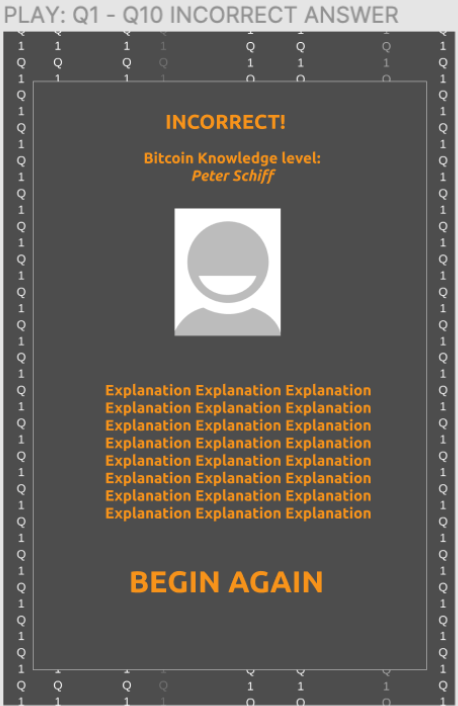 PLAY: Q1 - Q10 INCORRECT ANSWER
INCORRECT!
Bitcoin Knowledge level:
Peter Schiff
Explanation Explanation Explanation
Explanation Explanation Explanation
Explanation Explanation Explanation
Explanation Explanation Explanation
Explanation Explanation Explanation
Explanation Explanation Explanation
Explanation Explanation Explanation
Explanation Explanation Explanation
BEGIN AGAIN